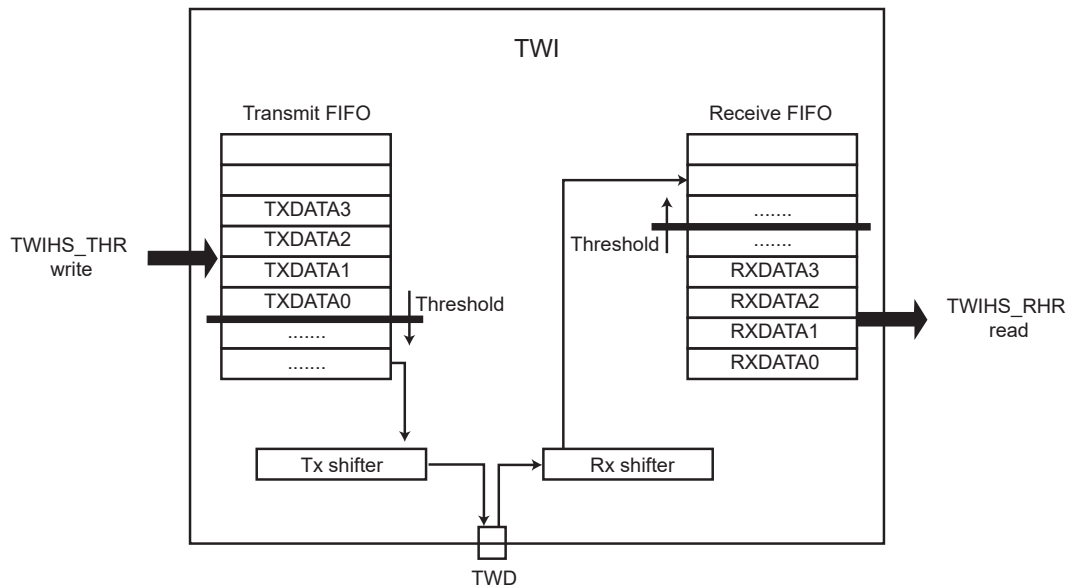 TWI
Transmit FIFO
TXDATA3
TXDATA2
TXDATA1
TXDATA0
.......
.......
Threshold
TWIHS_THR
write
Receive FIFO
.......
.......
RXDATA3
RXDATA2
RXDATA1
RXDATA0
Threshold
TWIHS_RHR
read
Tx shifter
Rx shifter
TWD